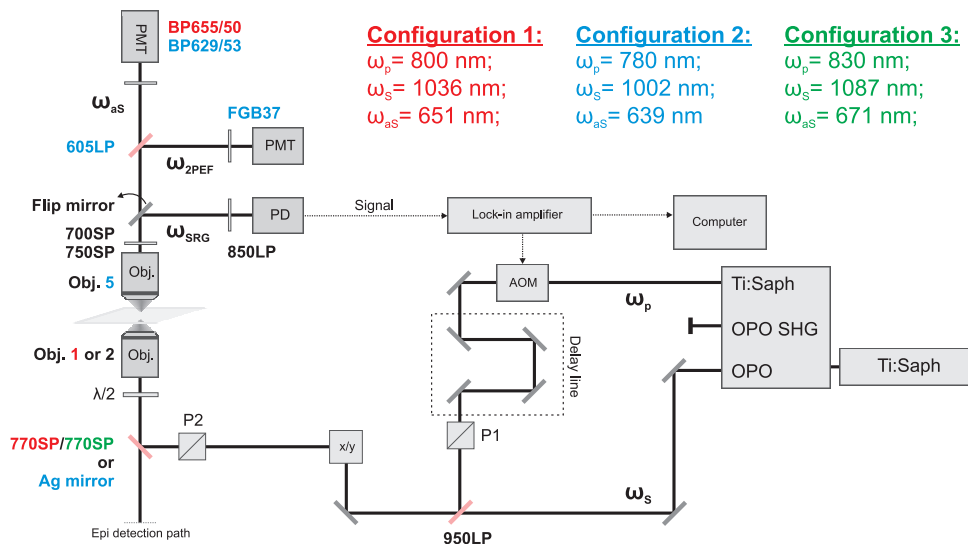 PMT
BP655/50
BP629/53
Configuration 1:
ωp= 800 nm;
ωS= 1036 nm;
ωaS= 651 nm;
Configuration 2:
ωp= 780 nm;
ωS= 1002 nm;
ωaS= 639 nm
Configuration 3:
ωp= 830 nm;
ωS= 1087 nm;
ωaS= 671 nm;
ωaS
FGB37
605LP
ω2PEF
PMT
Flip mirror
700SP
750SP
ωSRG
PD
850LP
Signal
Lock-in amplifier
Computer
Obj. 5
Obj.
AOM
ωp
Ti:Saph
OPO SHG
OPO
Ti:Saph
Delay line
Obj. 1 or 2
Obj.
λ/2
P2
P1
770SP/770SP
or
Ag mirror
x/y
ωS
950LP
Epi detection path